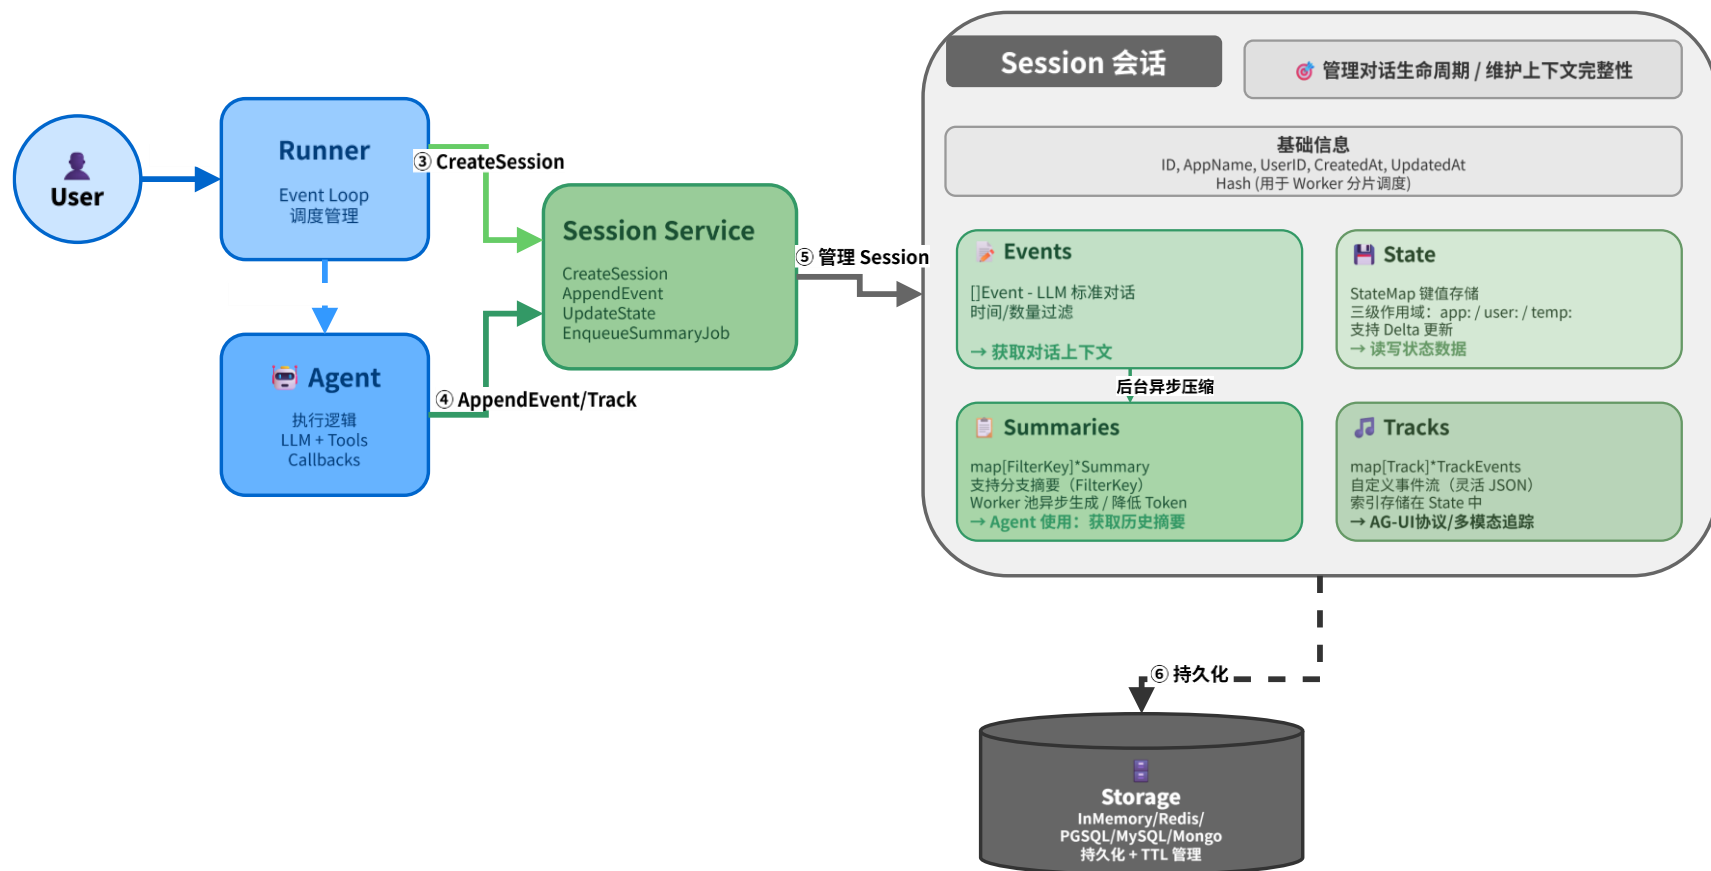 User
Runner
Event Loop
调度管理
③ CreateSession
Agent
执行逻辑
LLM + Tools
Callbacks
④ AppendEvent/Track
Session Service
CreateSession
AppendEvent
UpdateState
EnqueueSummaryJob
⑤ 管理 Session
Session 会话
管理对话生命周期 / 维护上下文完整性
基础信息
ID, AppName, UserID, CreatedAt, UpdatedAt
Hash (用于 Worker 分片调度)
Events
[]Event - LLM 标准对话
时间/数量过滤
→ 获取对话上下文
State
StateMap 键值存储
三级作用域：app: / user: / temp:
支持 Delta 更新
→ 读写状态数据
后台异步压缩
Summaries
map[FilterKey]*Summary
支持分支摘要（FilterKey）
Worker 池异步生成 / 降低 Token
→ Agent 使用：获取历史摘要
Tracks
map[Track]*TrackEvents
自定义事件流（灵活 JSON）
索引存储在 State 中
→ AG-UI协议/多模态追踪
⑥ 持久化
Storage
InMemory/Redis/
PGSQL/MySQL/Mongo
持久化 + TTL 管理